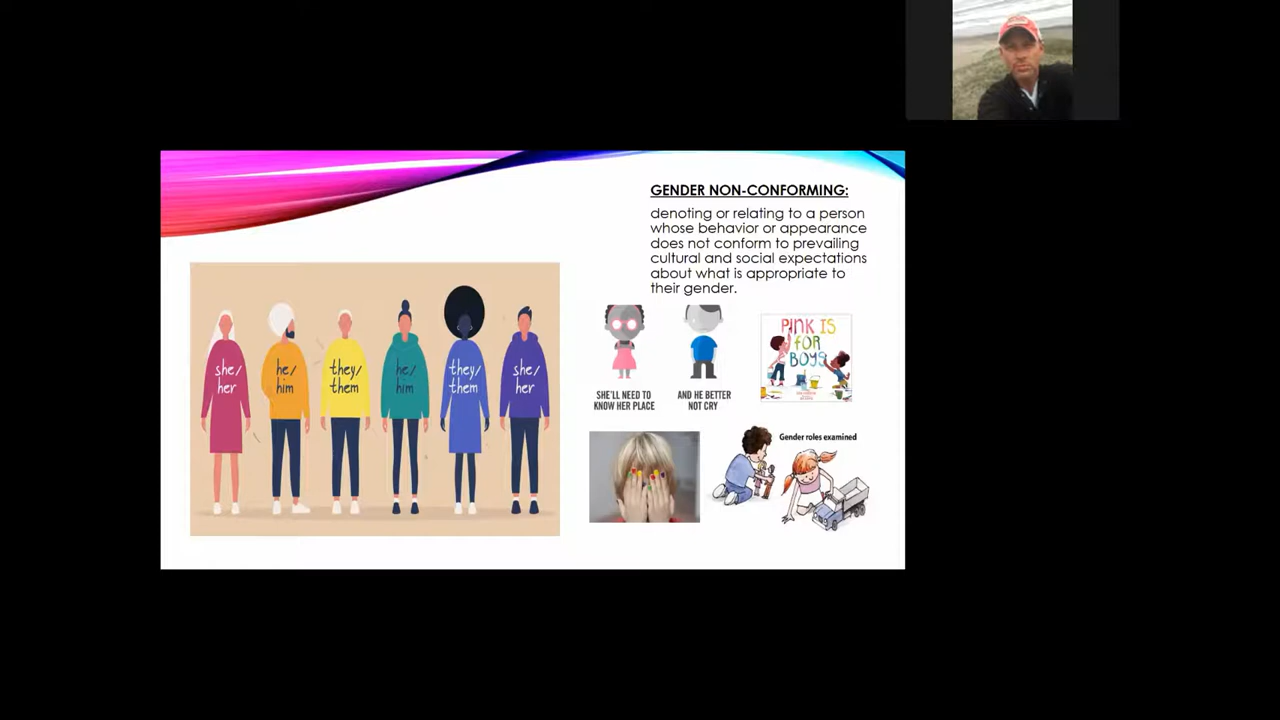 GENDER NON-CONFORMING:
denoting or relating to a person
whose behavior or appearance
does not conform to prevailing
cultural and social expectations
about what is appropriate to
their gender.
she/
her
he/
him
they/
them
he/
him
they/
them
she/
her
SHE'LL NEED TO
KNOW HER PLACE
AND HE BETTER
NOT CRY
PINK IS
FOR
BOYS
Gender roles examined